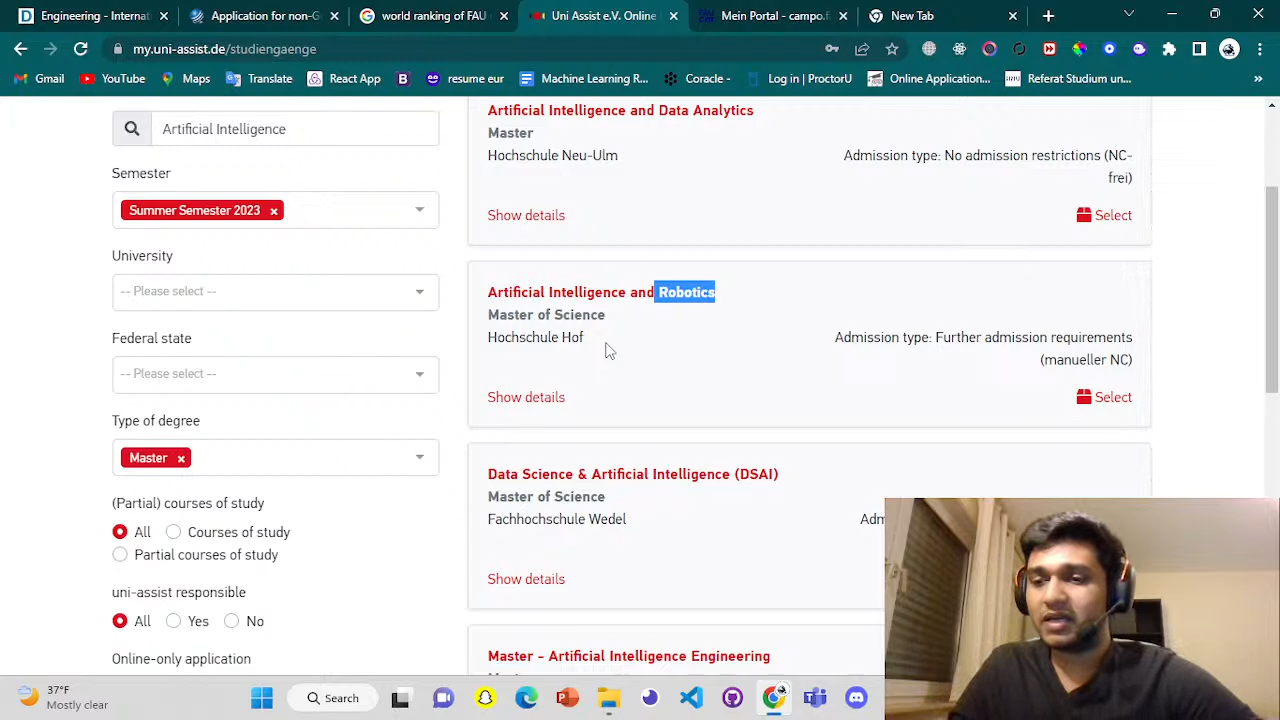 Engineering - Internat
Application for non-G
world ranking of FAU
Uni Assist e.V. Online
Mein Portal - campo.f
New Tab
my.uni-assist.de/studiengaenge
Gmail
YouTube
Maps
Translate
React App
resume eur
Machine Learning R...
Coracle -
Log in | ProctorU
Online Application...
Referat Studium un...
»
Artificial Intelligence
Semester
Summer Semester 2023 ×
University
-- Please select --
Federal state
-- Please select --
Type of degree
Master ×
(Partial) courses of study
All Courses of study
Partial courses of study
uni-assist responsible
All Yes No
Online-only application
Artificial Intelligence and Data Analytics
Master
Hochschule Neu-Ulm
Admission type: No admission restrictions (NC-
frei)
Show details
Select
Artificial Intelligence and Robotics
Master of Science
Hochschule Hof
Admission type: Further admission requirements
(manueller NC)
Show details
Select
Data Science & Artificial Intelligence (DSAI)
Master of Science
Fachhochschule Wedel
Show details
Master - Artificial Intelligence Engineering
37°F
Mostly clear
Search